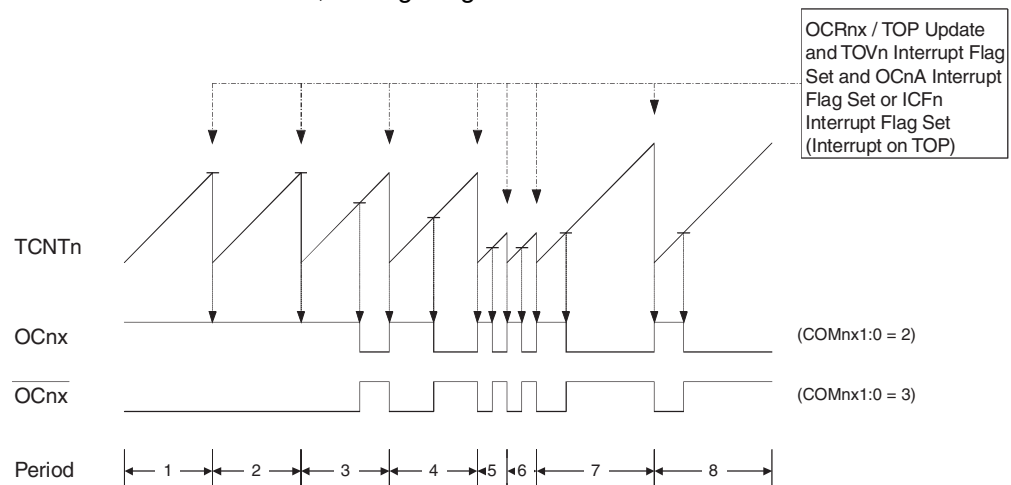 OCRnx / TOP Update
and TOVn Interrupt Flag
Set and OCnA Interrupt
Flag Set or ICFn
Interrupt Flag Set
(Interrupt on TOP)
TCNTn
OCnx
(COMnx1:0 = 2)
OCnx
(COMnx1:0 = 3)
Period 1 2 3 4 5 6 7 8